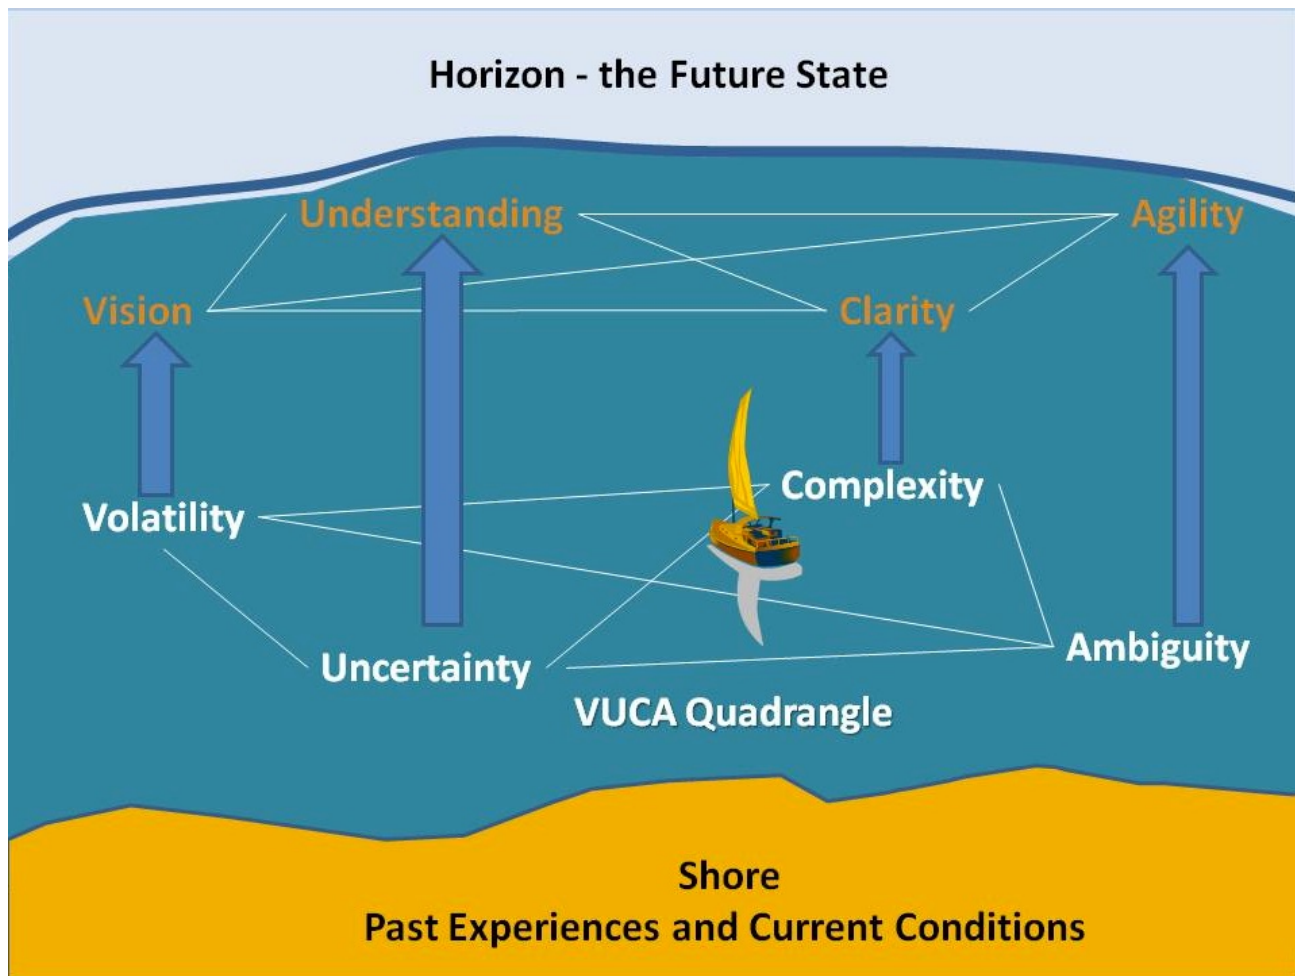 Horizon - the Future State
Understanding
Agility
Vision
Clarity
Complexity
Volatility
Ambiguity
Uncertainty
VUCA Quadrangle
Shore
Past Experiences and Current Conditions